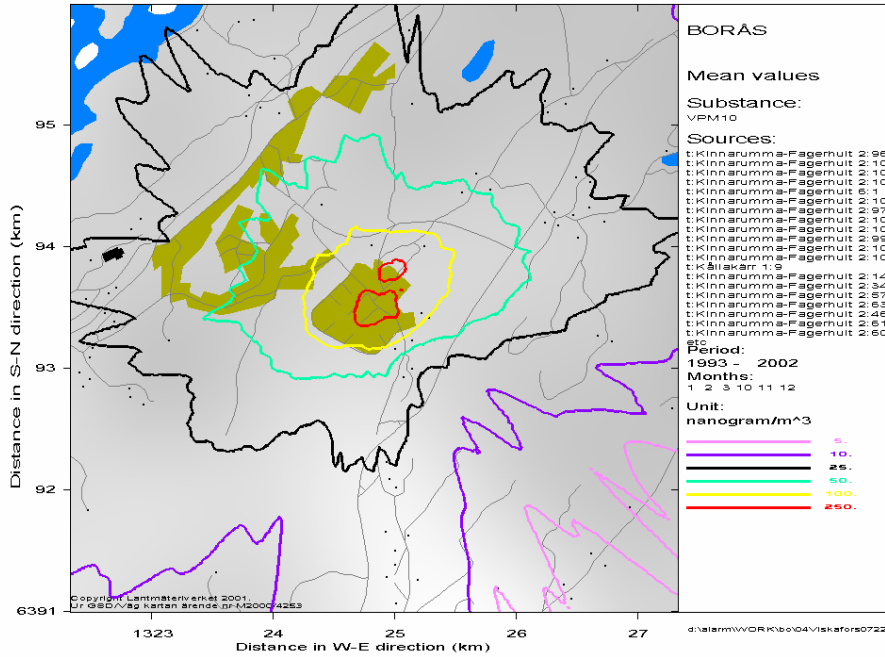 BORÅS
Mean values
Substance:
VPM10
Sources:
t:Kinnarumma-Fagerhult 2:96
t:Kinnarumma-Fagerhult 2:10
t:Kinnarumma-Fagerhult 2:10
t:Kinnarumma-Fagerhult 2:10
t:Kinnarumma-Fagerhult 6:1
t:Kinnarumma-Fagerhult 2:10
t:Kinnarumma-Fagerhult 2:97
t:Kinnarumma-Fagerhult 2:10
t:Kinnarumma-Fagerhult 2:10
t:Kinnarumma-Fagerhult 2:99
t:Kinnarumma-Fagerhult 2:10
t:Kinnarumma-Fagerhult 2:10
t:Kållakärr 1:9
t:Kinnarumma-Fagerhult 2:14
t:Kinnarumma-Fagerhult 2:34
t:Kinnarumma-Fagerhult 2:57
t:Kinnarumma-Fagerhult 2:63
t:Kinnarumma-Fagerhult 2:46
t:Kinnarumma-Fagerhult 2:61
t:Kinnarumma-Fagerhult 2:60
etc
Period:
1993 - 2002
Months:
1 2 3 10 11 12
Unit:
nanogram/m^3
5.
10.
25.
50.
100.
250.
d:\alarm\WORK\bo\04Viskafors0722
Distance in S-N direction (km)
95
94
93
92
6391
Copyright Lantmäteriverket 2001.
Ur GSD/Väg kartan ärende nr M2000/4253
1323
24
25
26
27
Distance in W-E direction (km)